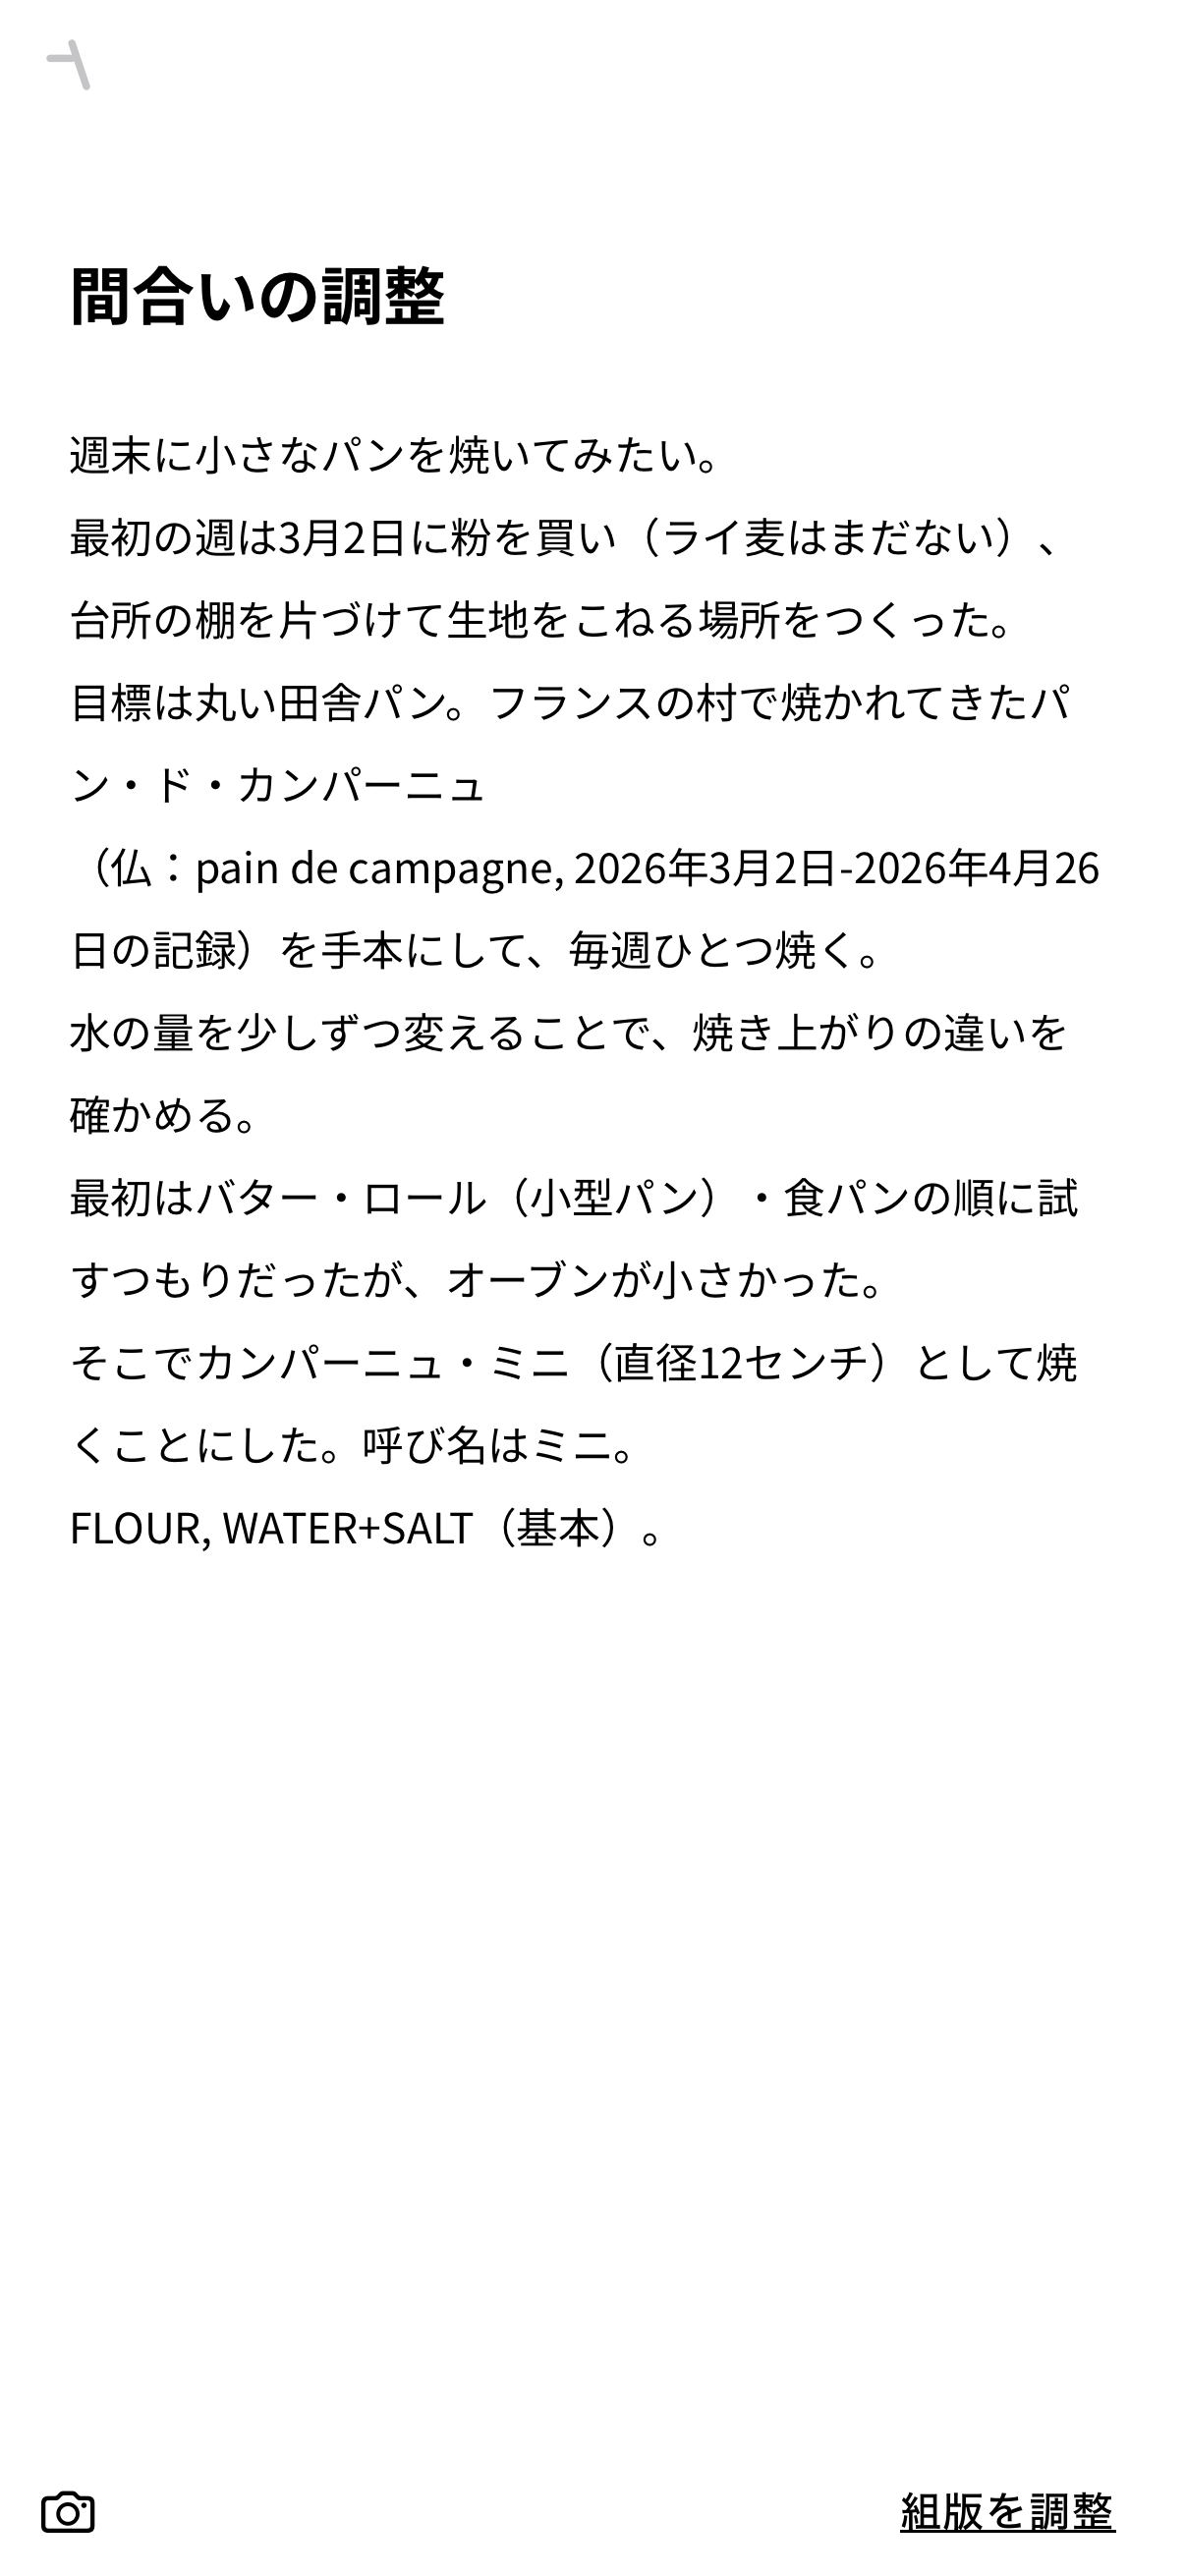 間合いの調整
週末に小さなパンを焼いてみたい。
最初の週は3月2日に粉を買い（ライ麦はまだない）、
台所の棚を片づけて生地をこねる場所をつくった。
目標は丸い田舎パン。フランスの村で焼かれてきたパ
ン・ド・カンパーニュ
（仏：pain de campagne, 2026年3月2日-2026年4月26
日の記録）を手本にして、毎週ひとつ焼く。
水の量を少しずつ変えることで、焼き上がりの違いを
確かめる。
最初はバター・ロール（小型パン）・食パンの順に試
すつもりだったが、オーブンが小さかった。
そこでカンパーニュ・ミニ（直径12センチ）として焼
くことにした。呼び名はミニ。
FLOUR, WATER+SALT（基本）。
組版を調整